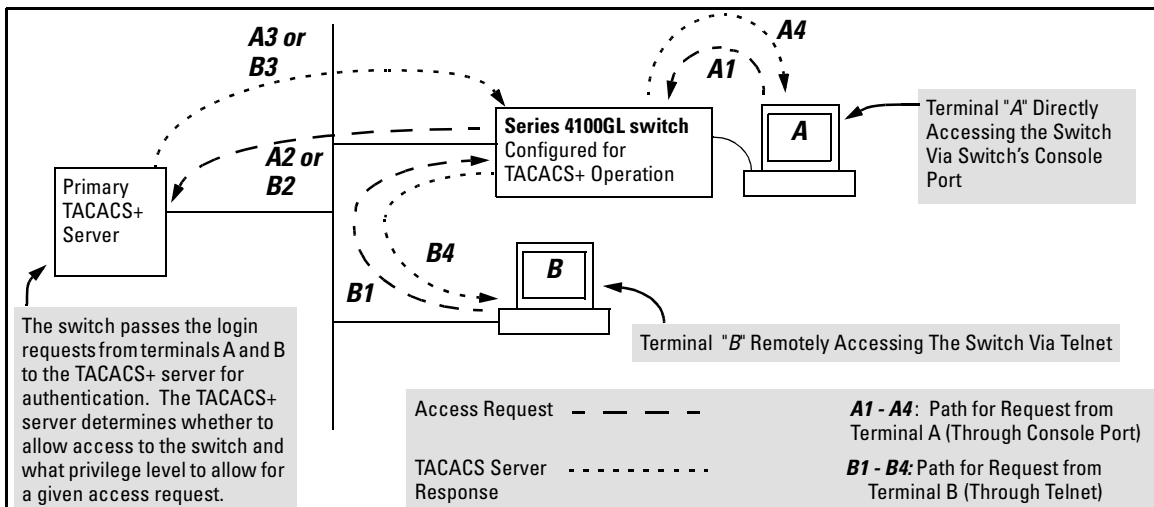 A3 or
B3
A4
A1
Series 4100GL switch
Configured for
TACACS+ Operation
A
Terminal "A" Directly
Accessing the Switch
Via Switch's Console
Port
A2 or
B2
Primary
TACACS+
Server
B4
B
B1
Terminal "B" Remotely Accessing The Switch Via Telnet
The switch passes the login
requests from terminals A and B
to the TACACS+ server for
authentication. The TACACS+
server determines whether to
allow access to the switch and
what privilege level to allow for
a given access request.
Access Request
A1 - A4: Path for Request from
Terminal A (Through Console Port)
TACACS Server
Response
B1 - B4: Path for Request from
Terminal B (Through Telnet)